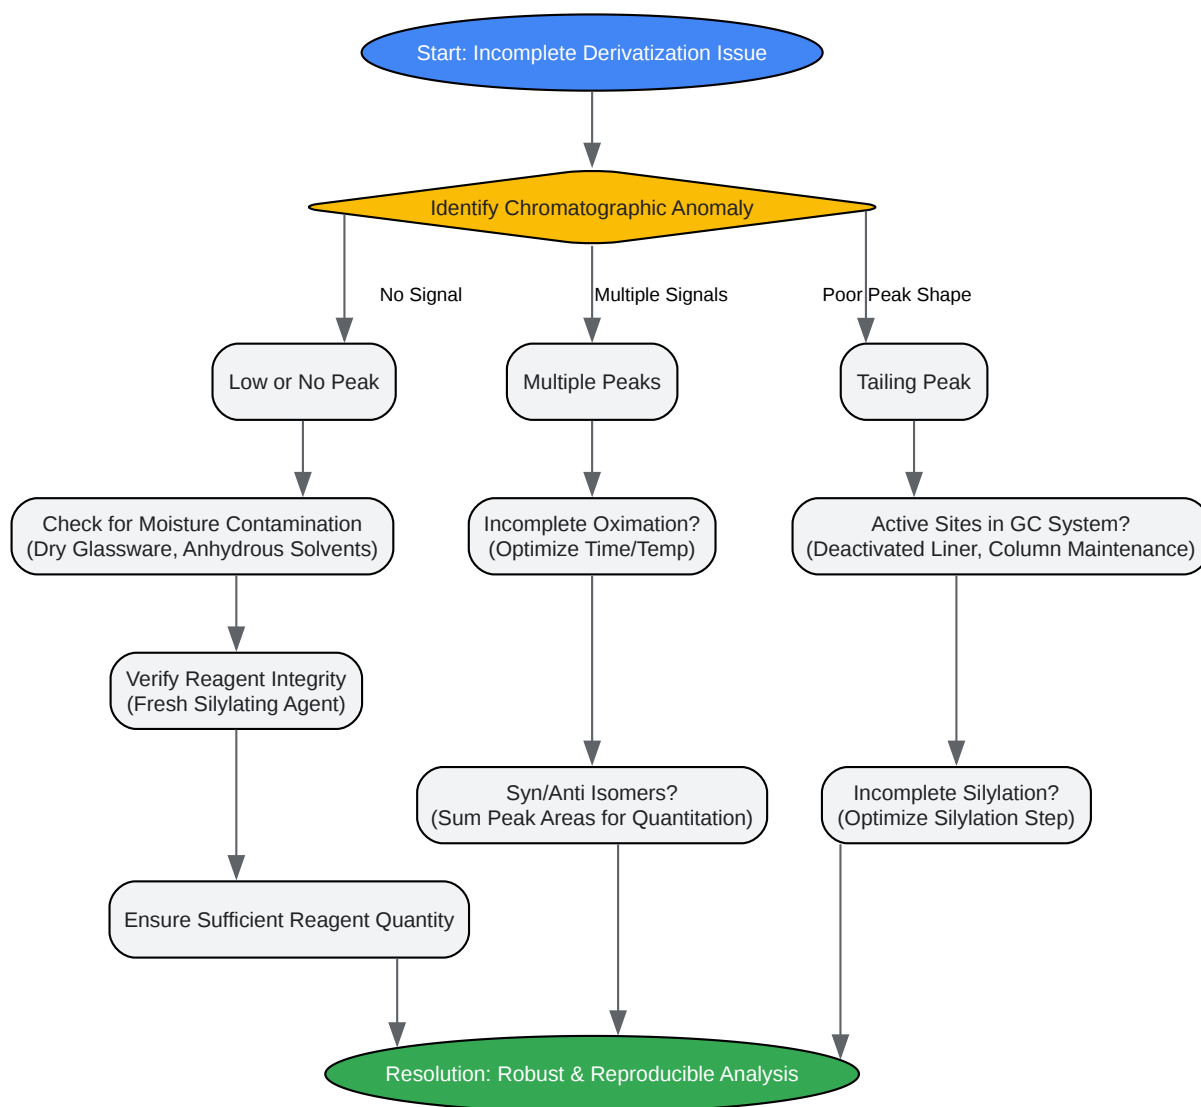 Start: Incomplete Derivatization Issue
Identify Chromatographic Anomaly
No Signal
Multiple Signals
Poor Peak Shape
Low or No Peak
Multiple Peaks
Tailing Peak
Check for Moisture Contamination
(Dry Glassware, Anhydrous Solvents)
Incomplete Oximation?
(Optimize Time/Temp)
Active Sites in GC System?
(Deactivated Liner, Column Maintenance)
Verify Reagent Integrity
(Fresh Silylating Agent)
Syn/Anti Isomers?
(Sum Peak Areas for Quantitation)
Incomplete Silylation?
(Optimize Silylation Step)
Ensure Sufficient Reagent Quantity
Resolution: Robust & Reproducible Analysis